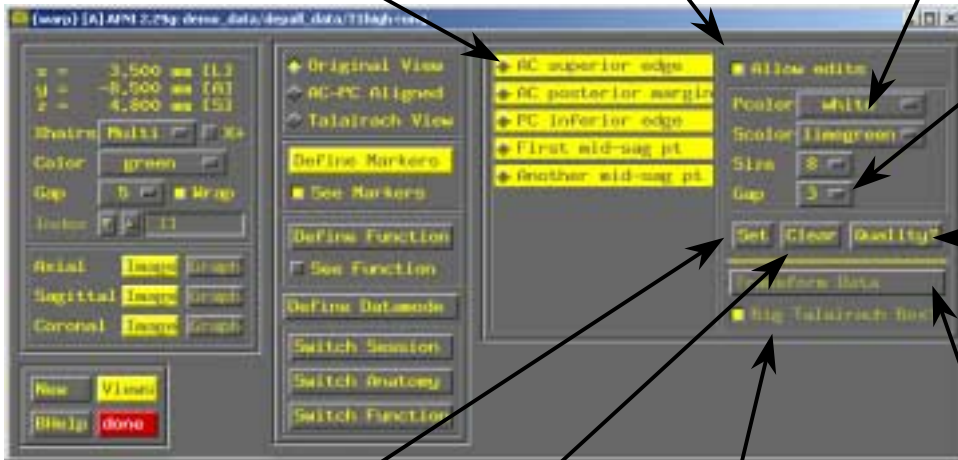 [A] AFNI 2.29g: demo_data/
x = 3.500 mm [L]
y = -8.500 mm [A]
z = 4.800 mm [S]
Xhairs Multi X+
Color green
Gap 5 Wrap
Index
Axial Image Graph
Sagittal Image Graph
Coronal Image Graph
New Views
BHelp done
Original View
AC-PC Aligned
Talairach View
Define Markers
See Markers
Define Function
See Function
Define Datamode
Switch Session
Switch Anatomy
Switch Function
AC superior edge
AC posterior margin
PC inferior edge
First mid-sag pt
Another mid-sag pt
Allow edits
Pcolor white
Scolor limegreen
Size 8
Gap 3
Set Clear Quality?
Transform Data
Big Talairach Box